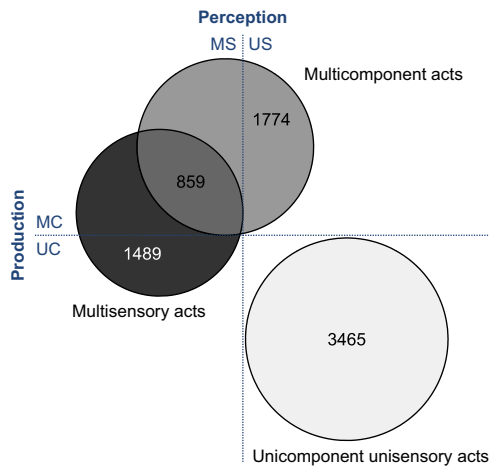 Perception
MS US
Multicomponent acts
1774
859
Production
MC
UC
1489
Multisensory acts
3465
Unicomponent unisensory acts